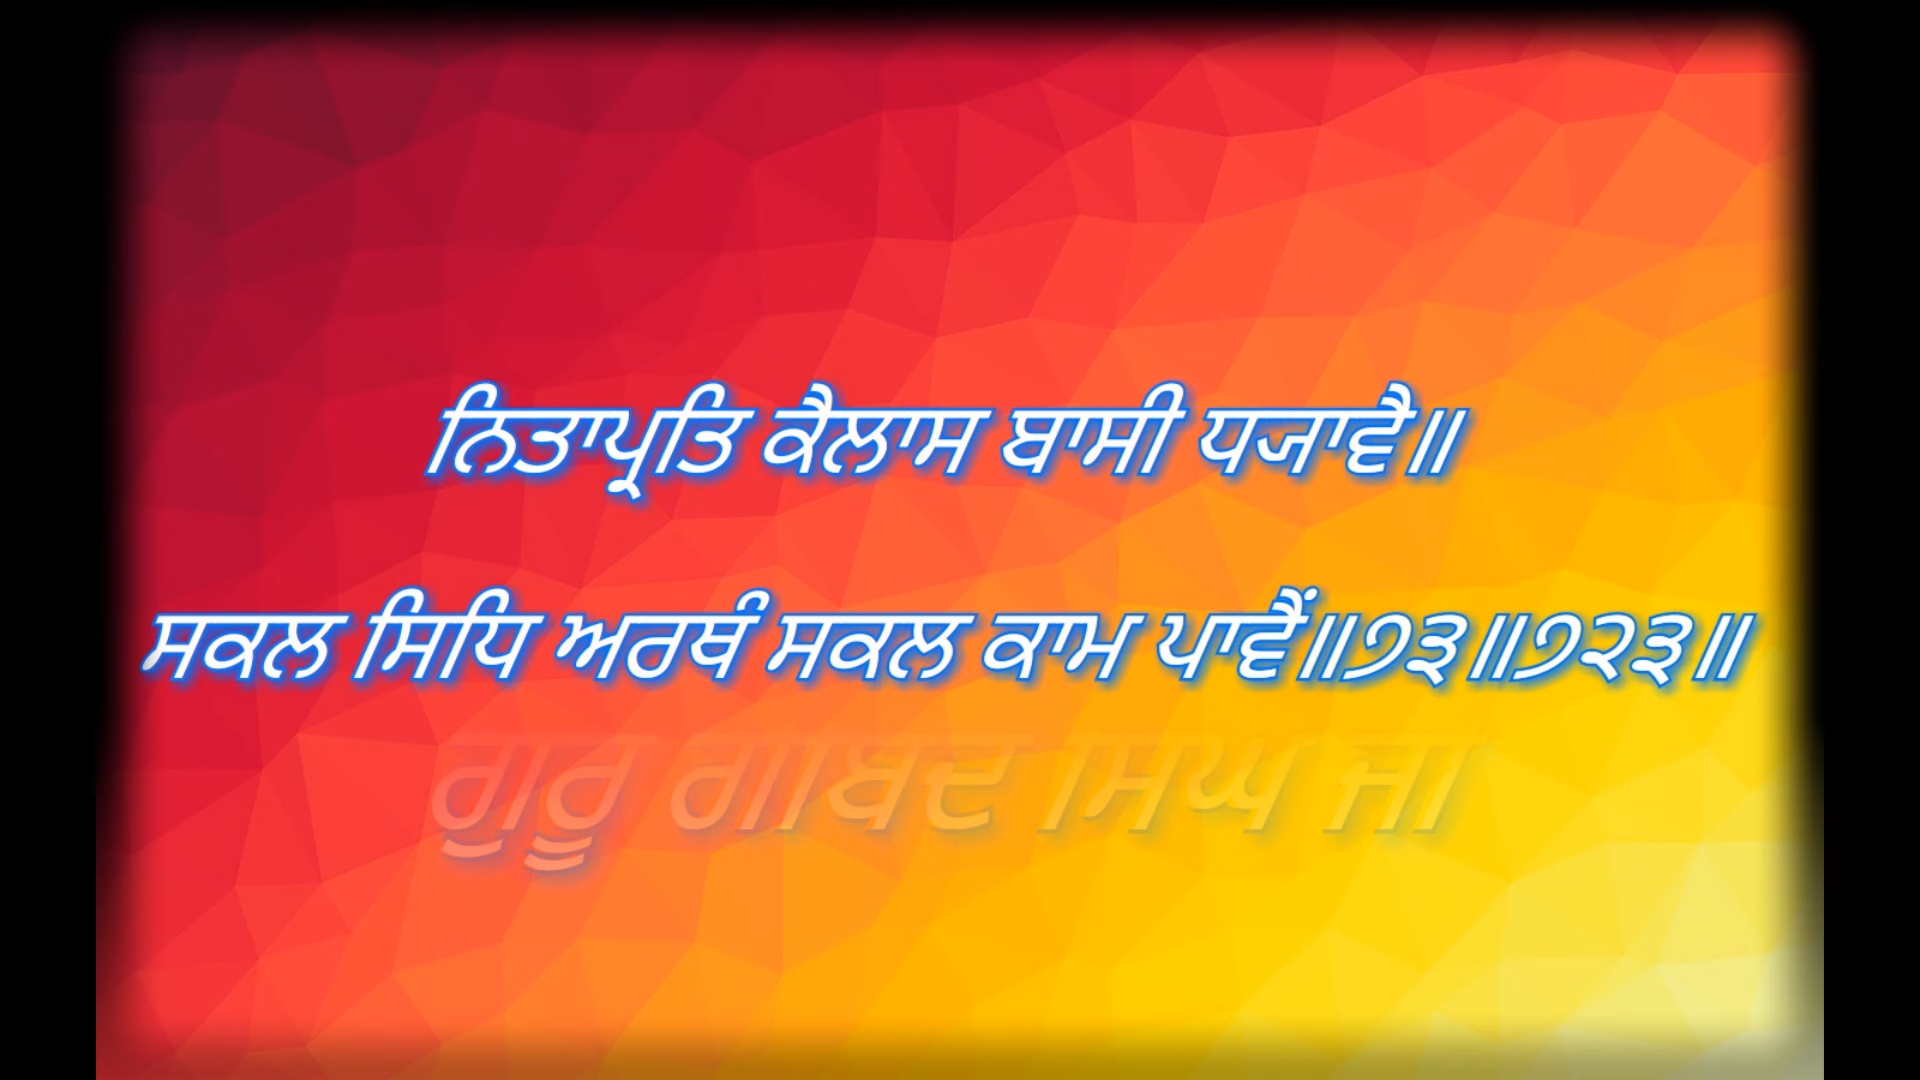 ਨਿਤਾਪ੍ਰਤਿ ਕੈਲਾਸ ਬਾਸੀ ਧਜਾਵੈ॥
ਸਕਲ ਸਿਧਿ ਅਰਥੰ ਸਕਲ ਕਾਮ ਪਾਵੈਂ॥੭੩॥੭੨੩॥
ਗੁਰੂ